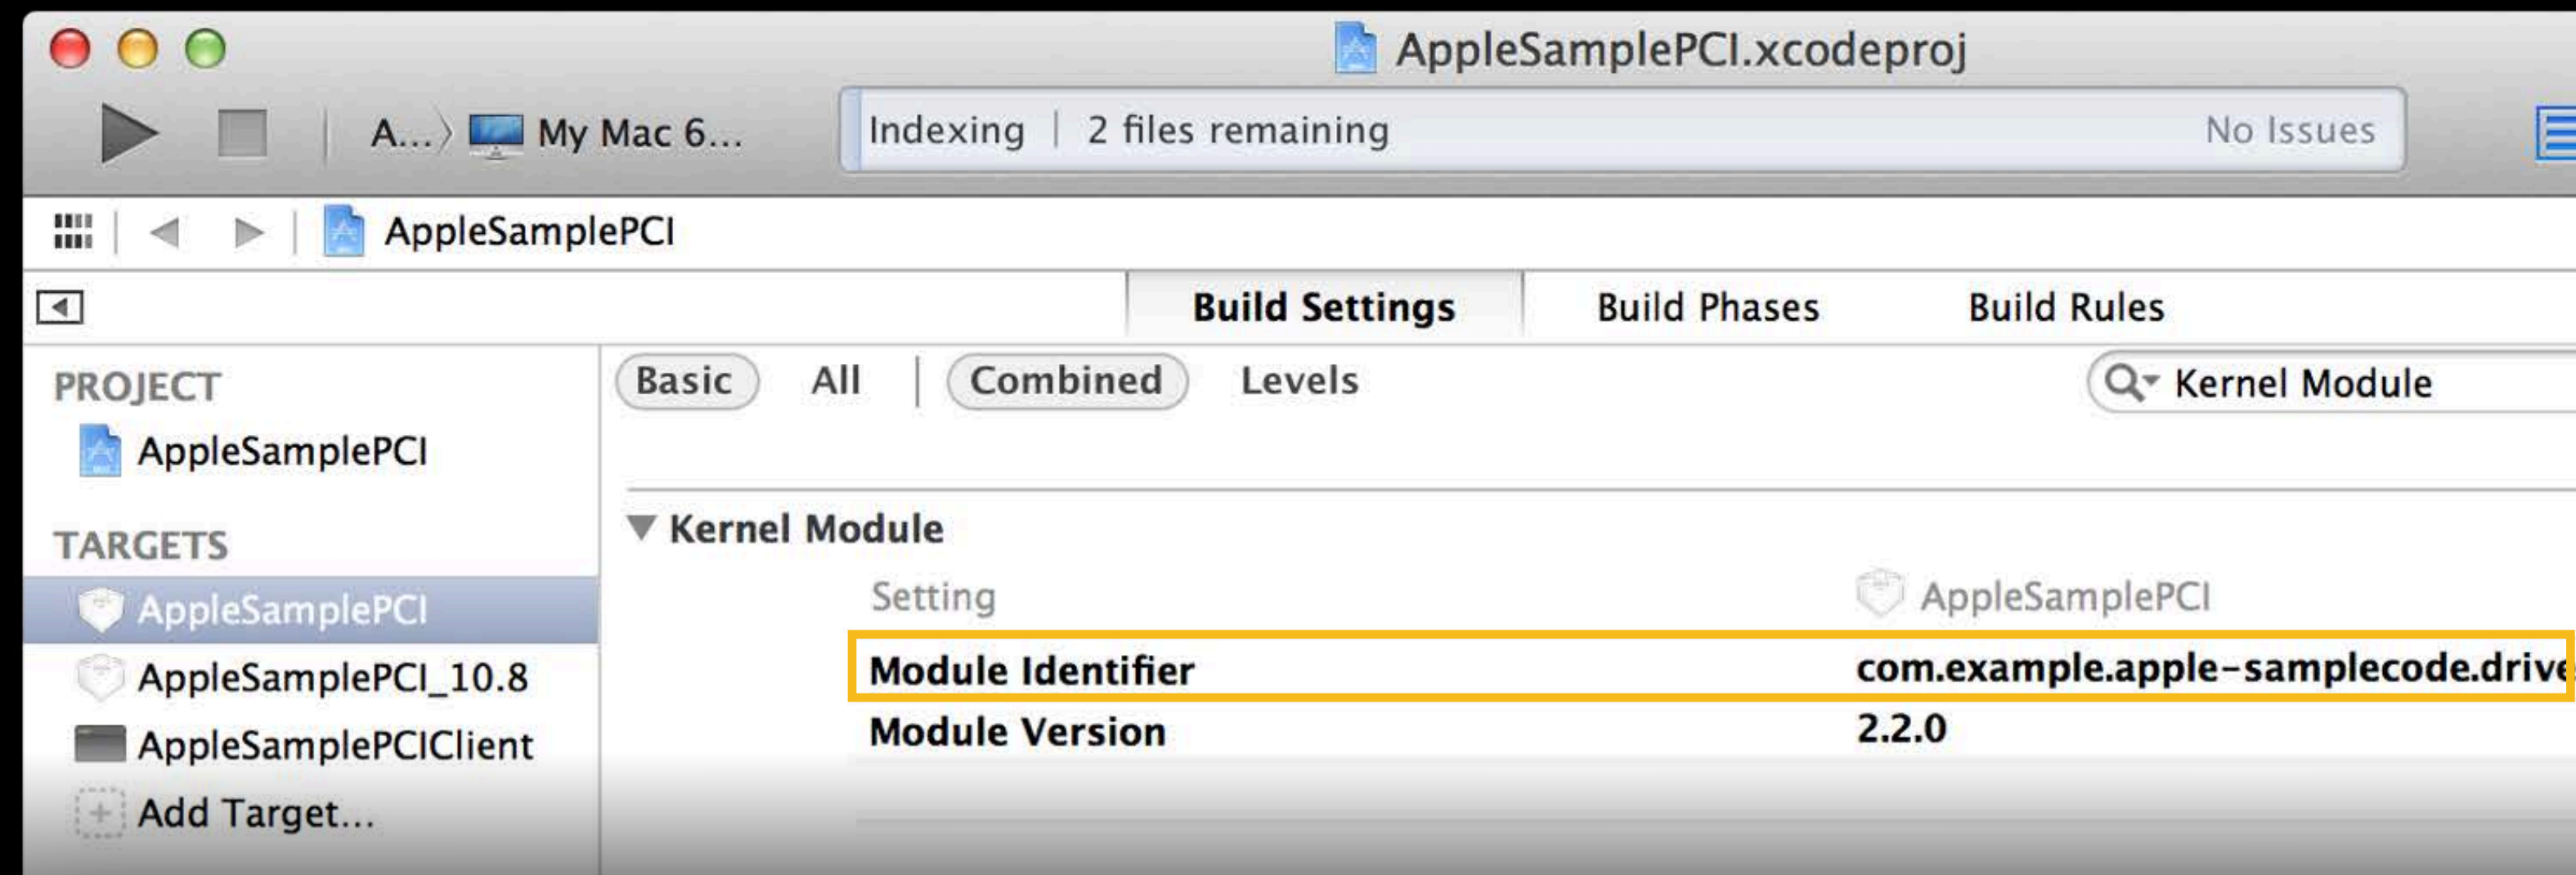 AppleSamplePCI.xcodeproj
A... My Mac 6...
Indexing | 2 files remaining
No Issues
AppleSamplePCI
Build Settings
Build Phases
Build Rules
PROJECT
AppleSamplePCI
TARGETS
AppleSamplePCI
AppleSamplePCI_10.8
AppleSamplePCIClient
Add Target...
Basic All | Combined Levels
Kernel Module
Kernel Module
Setting AppleSamplePCI
Module Identifier com.example.apple-samplecode.drive
Module Version 2.2.0